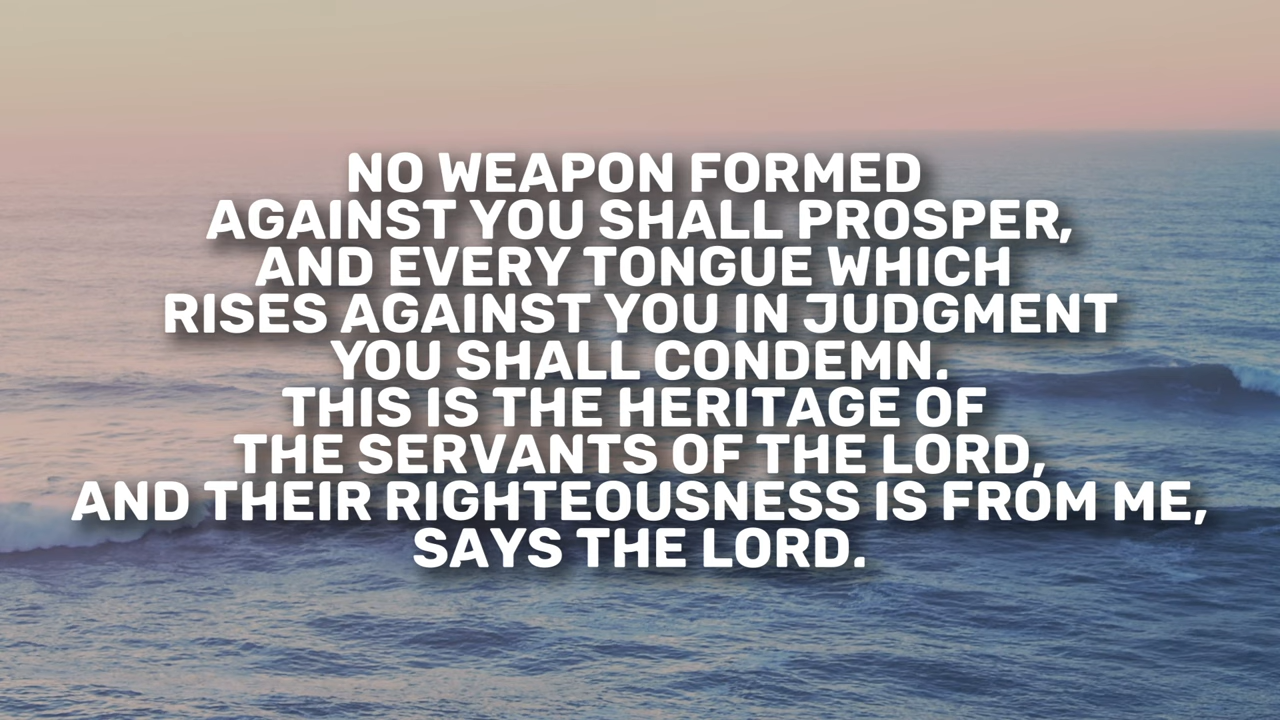 NO WEAPON FORMED
AGAINST YOU SHALL PROSPER,
AND EVERY TONGUE WHICH
RISES AGAINST YOU IN JUDGMENT
YOU SHALL CONDEMN.
THIS IS THE HERITAGE OF
THE SERVANTS OF THE LORD,
AND THEIR RIGHTEOUSNESS IS FROM ME,
SAYS THE LORD.